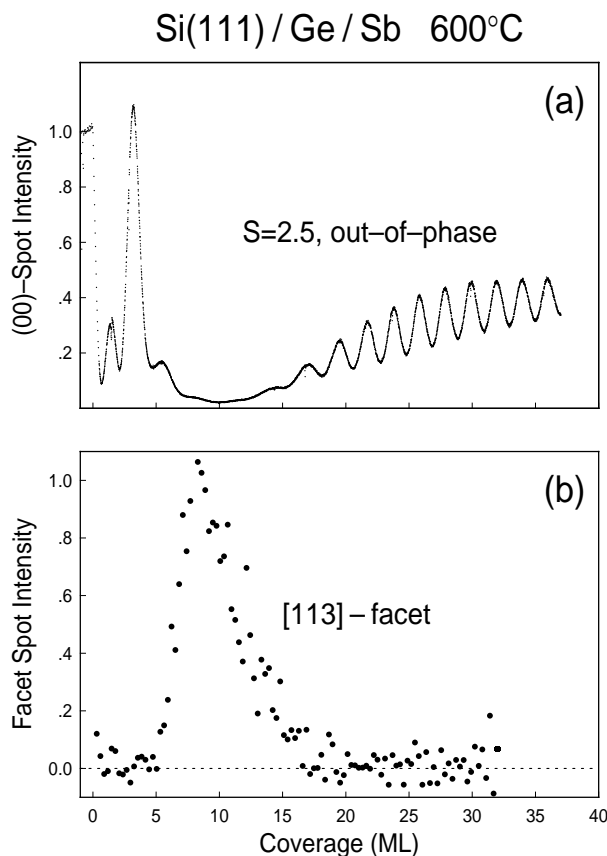 Si(111) / Ge / Sb 600°C
(a)
1.0
.8
.6
.4
.2
(00)–Spot Intensity
S=2.5, out–of–phase
(b)
1.0
.8
.6
.4
.2
0.0
Facet Spot Intensity
[113] – facet
0 5 10 15 20 25 30 35 40
Coverage (ML)